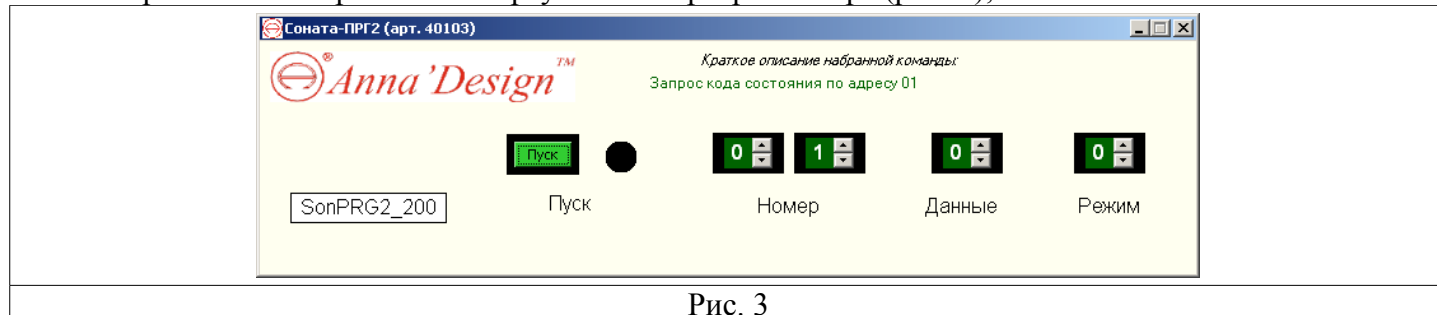 Соната-ПРГ2 (арт. 40103)
Anna'Design
® TM
Краткое описание набранной команды:
Запрос кода состояния по адресу 01
Пуск
0 1 0 0
SonPRG2_200
Пуск Номер Данные Режим
Рис. 3